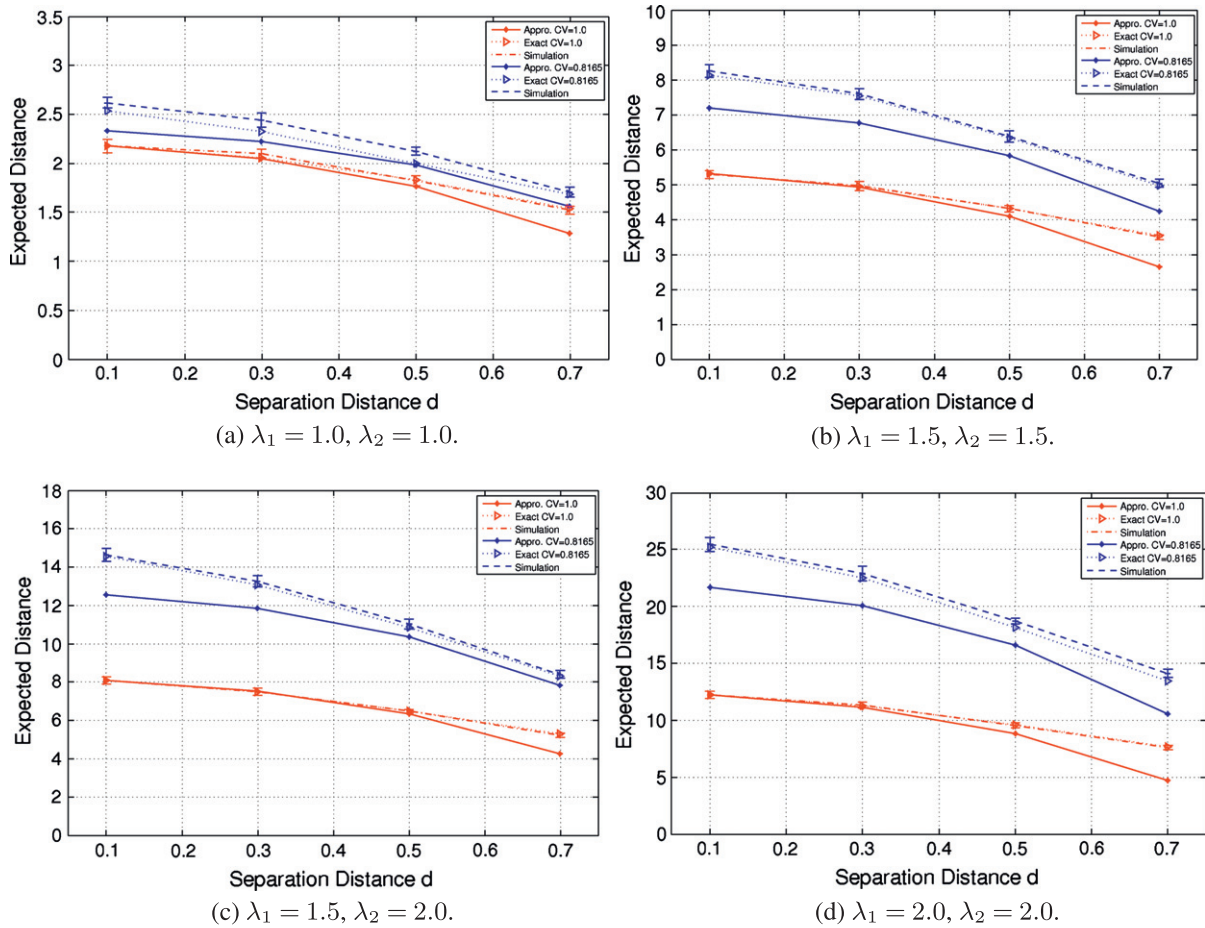 3.5
3
2.5
2
1.5
1
0.5
0
Expected Distance
Appro. CV=1.0
Exact CV=1.0
Simulation
Appro. CV=0.8165
Exact CV=0.8165
Simulation
0.1 0.2 0.3 0.4 0.5 0.6 0.7
Separation Distance d
(a) λ₁ = 1.0, λ₂ = 1.0.
10
9
8
7
6
5
4
3
2
1
0
Expected Distance
Appro. CV=1.0
Exact CV=1.0
Simulation
Appro. CV=0.8165
Exact CV=0.8165
Simulation
0.1 0.2 0.3 0.4 0.5 0.6 0.7
Separation Distance d
(b) λ₁ = 1.5, λ₂ = 1.5.
18
16
14
12
10
8
6
4
2
0
Expected Distance
Appro. CV=1.0
Exact CV=1.0
Simulation
Appro. CV=0.8165
Exact CV=0.8165
Simulation
0.1 0.2 0.3 0.4 0.5 0.6 0.7
Separation Distance d
(c) λ₁ = 1.5, λ₂ = 2.0.
30
25
20
15
10
5
0
Expected Distance
Appro. CV=1.0
Exact CV=1.0
Simulation
Appro. CV=0.8165
Exact CV=0.8165
Simulation
0.1 0.2 0.3 0.4 0.5 0.6 0.7
Separation Distance d
(d) λ₁ = 2.0, λ₂ = 2.0.